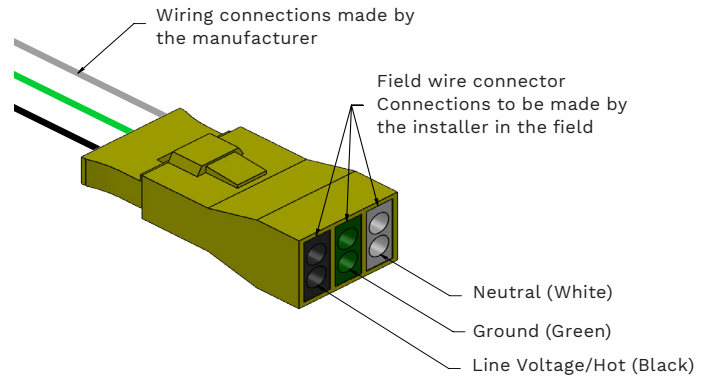 Wiring connections made by
the manufacturer
Field wire connector
Connections to be made by
the installer in the field
Neutral (White)
Ground (Green)
Line Voltage/Hot (Black)